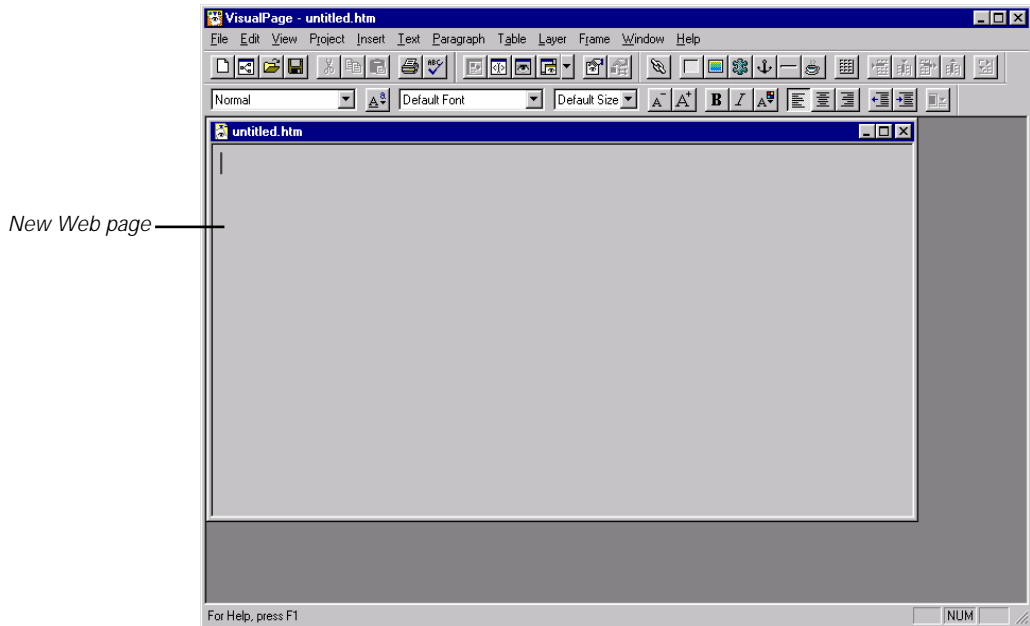 VisualPage - untitled.htm
File Edit View Project Insert Text Paragraph Table Layer Frame Window Help
ABC
Normal Default Font Default Size A A B I A
untitled.htm
New Web page
For Help, press F1 NUM